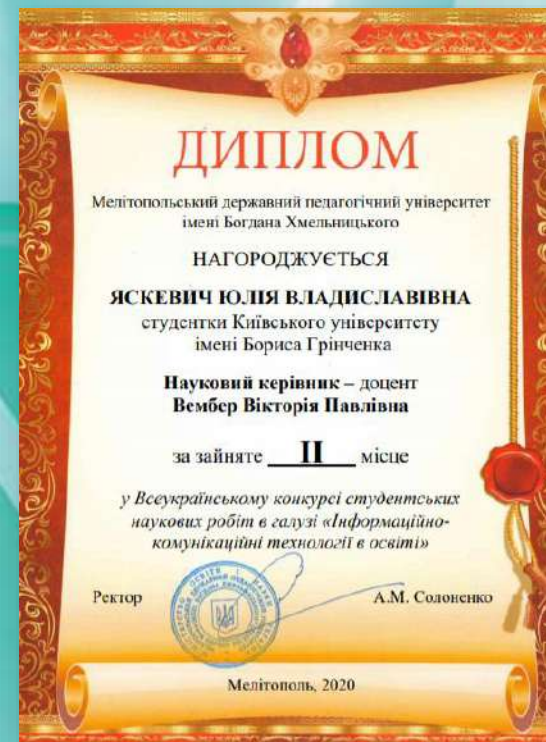 ДИПЛОМ
Мелітопольський державний педагогічний університет
імені Богдана Хмельницького
НАГОРОДЖУЄТЬСЯ
ЯСКЕВИЧ ЮЛІЯ ВЛАДИСЛАВІВНА
студентки Київського університету
імені Бориса Грінченка
Науковий керівник – доцент
Вембер Вікторія Павлівна
за зайняте II місце
у Всеукраїнському конкурсі студентських
наукових робіт в галузі «Інформаційно-
комунікаційні технології в освіті»
Ректор А.М. Солоненко
Мелітополь, 2020